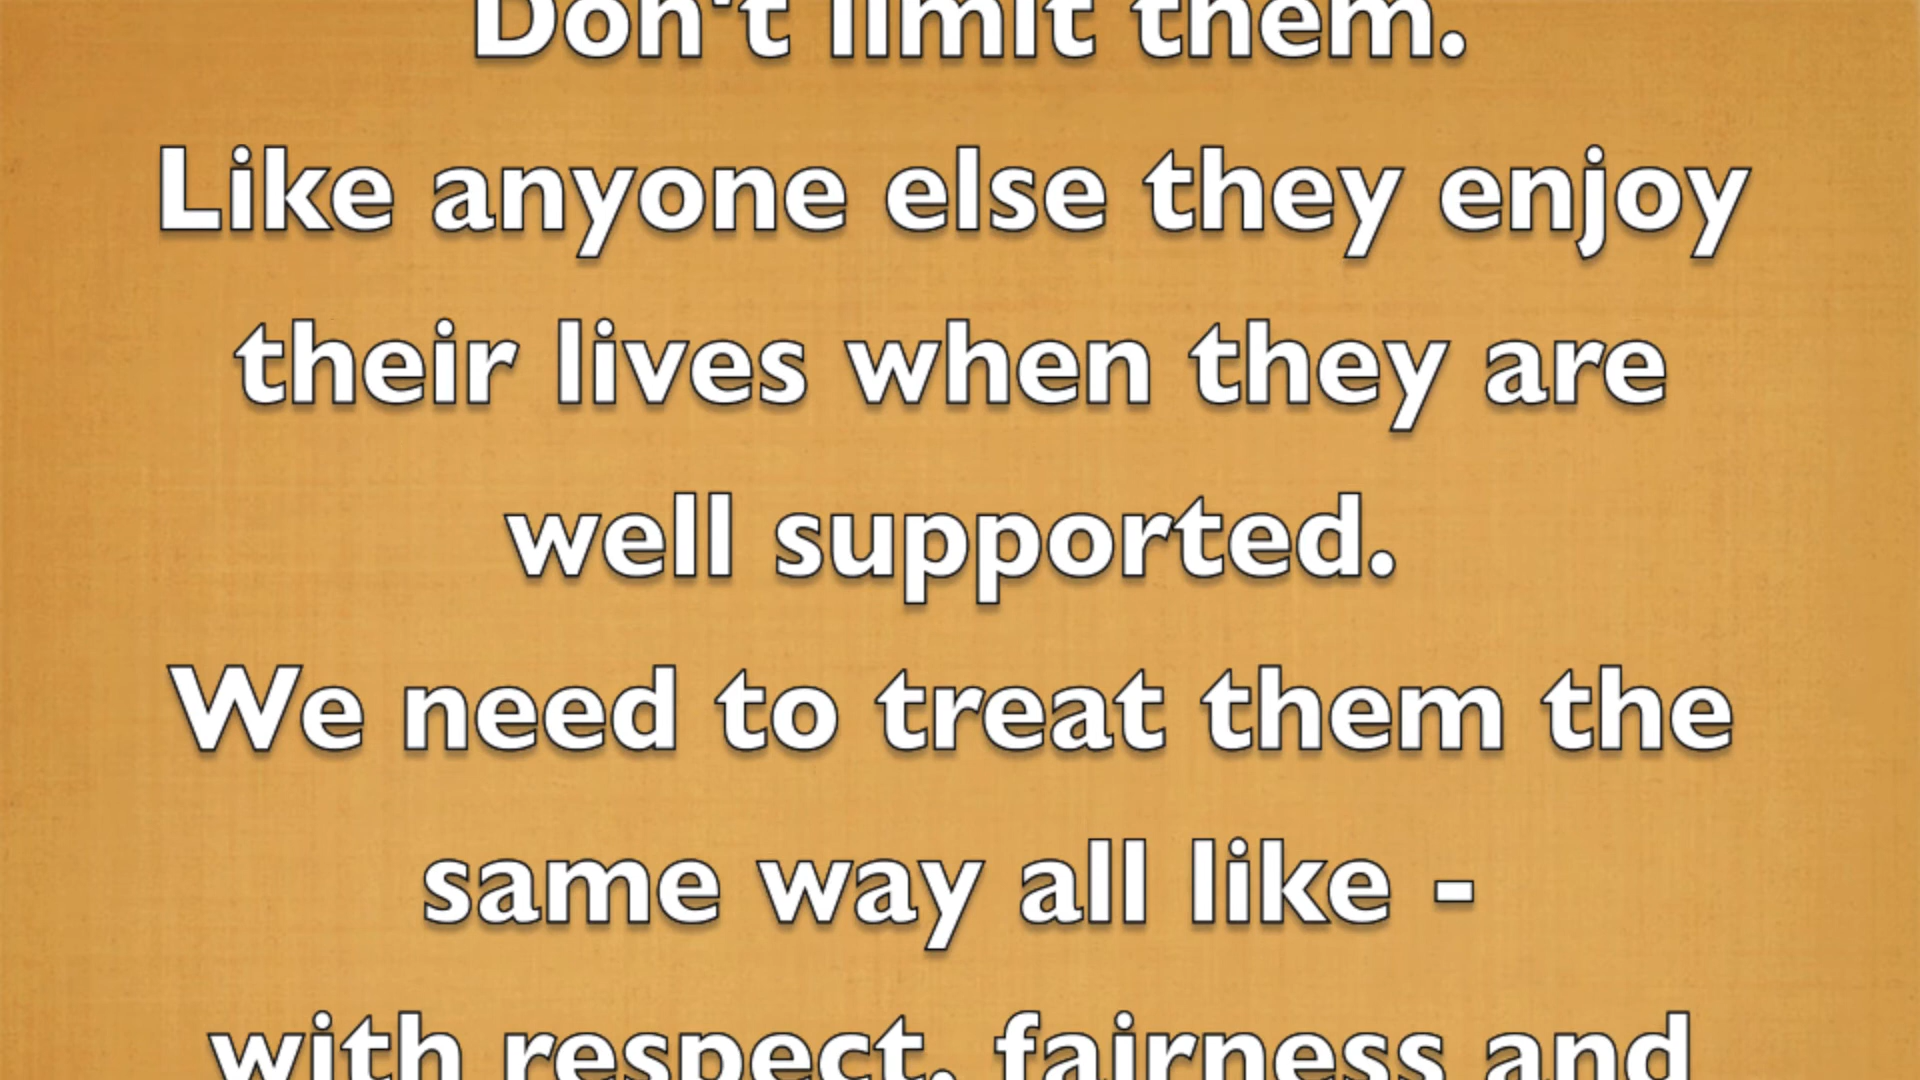 Don't limit them.
Like anyone else they enjoy
their lives when they are
well supported.
We need to treat them the
same way all like -
with respect, fairness and